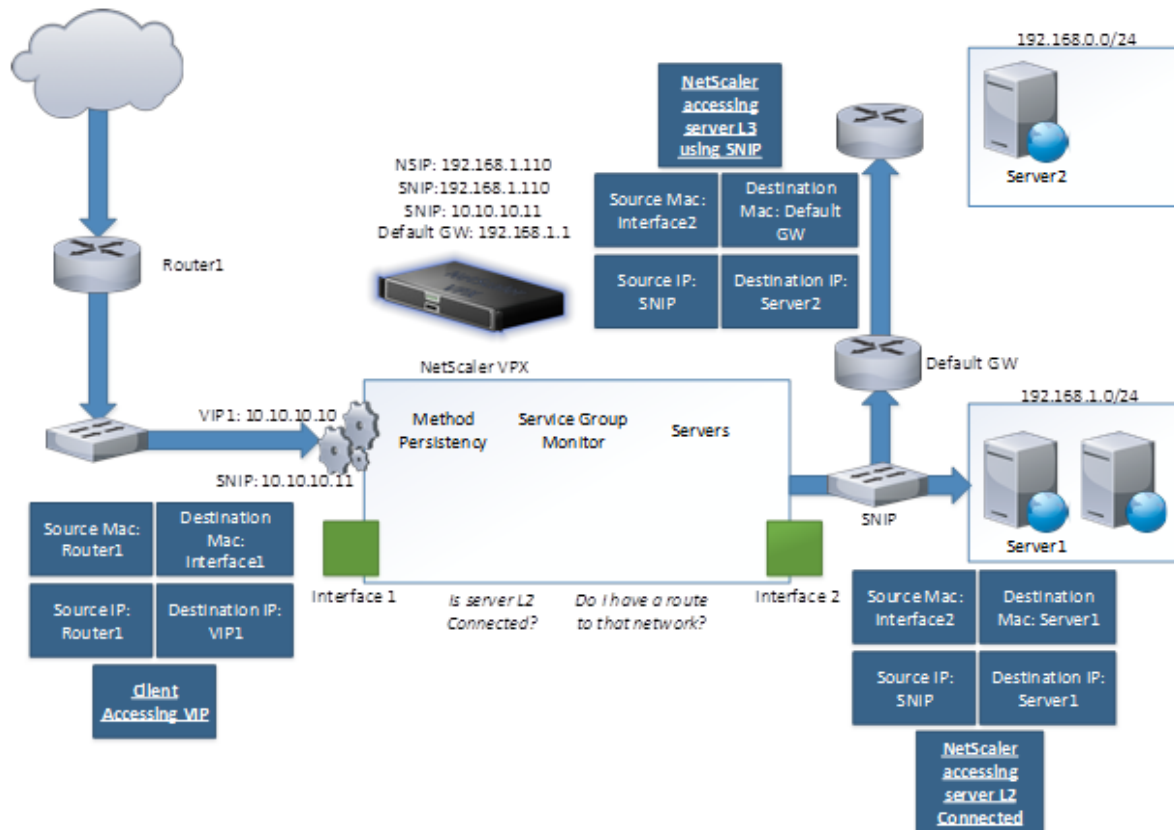 192.168.0.0/24
Server2
NetScaler
accessing
server L3
using SNIP
NSIP: 192.168.1.110
SNIP:192.168.1.110
SNIP: 10.10.10.11
Default GW: 192.168.1.1
Source Mac:
Interface2
Destination
Mac: Default
GW
Source IP:
SNIP
Destination IP:
Server2
Router1
NetScaler
VPX
NetScaler VPX
Default GW
192.168.1.0/24
VIP1: 10.10.10.10
SNIP: 10.10.10.11
Method
Persistency
Service Group
Monitor
Servers
SNIP
Server1
Source Mac:
Router1
Destination
Mac:
Interface1
Source IP:
Router1
Destination IP:
VIP1
Client
Accessing VIP
Interface 1
Is server L2
Connected?
Do I have a route
to that network?
Interface 2
Source Mac:
Interface2
Destination
Mac: Server1
Source IP:
SNIP
Destination IP:
Server1
NetScaler
accessing
server L2
Connected